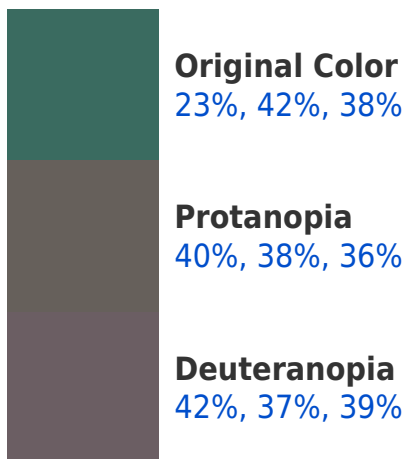 Original Color
23%, 42%, 38%
Protanopia
40%, 38%, 36%
Deuteranopia
42%, 37%, 39%